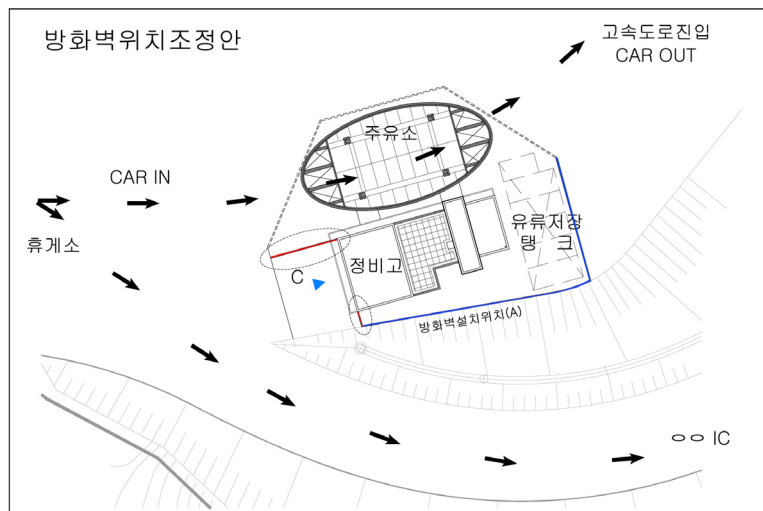 방화벽위치조정안
고속도로진입
CAR OUT
주유소
CAR IN
휴게소
유류저장
탱 크
정비고
C
방화벽설치위치(A)
IC